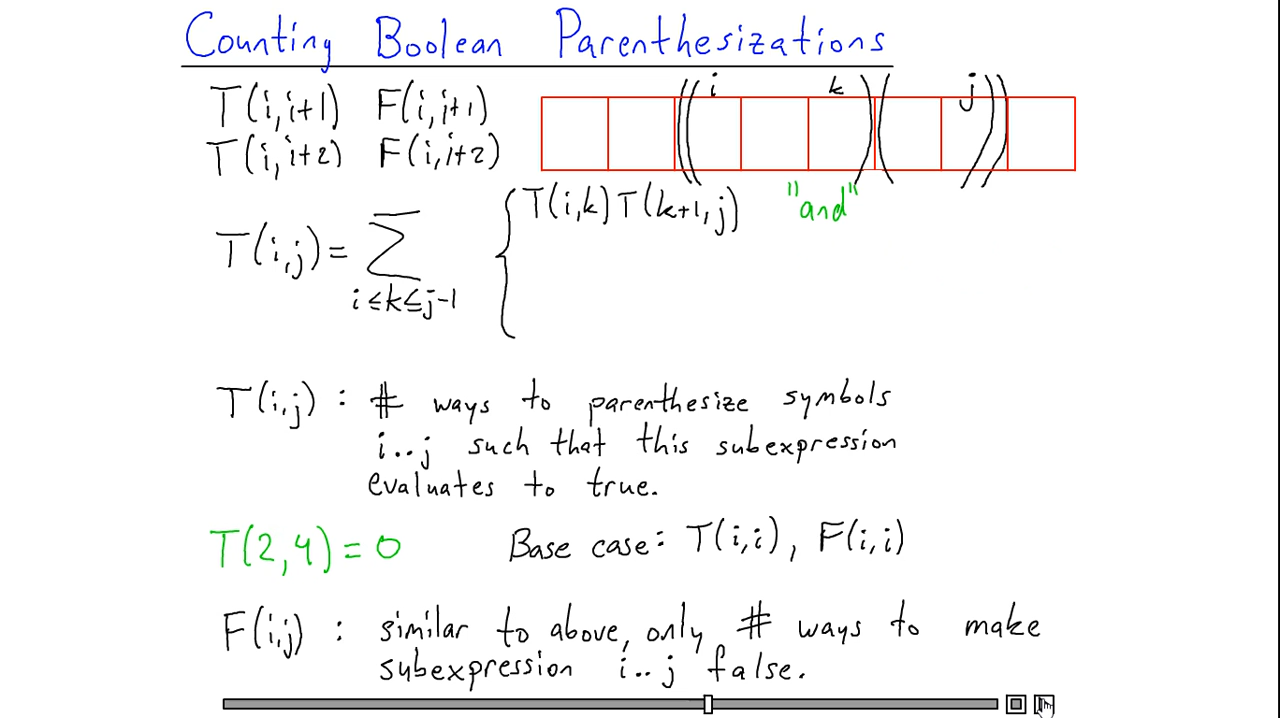 Counting Boolean Parenthesizations
T(i,i+1) F(i,i+1)
T(i,i+2) F(i,i+2)
i k j
(( )( ))
T(i,k)T(k+1,j) "and"
T(i,j) = ∑ {
i≤k≤j-1
T(i,j) : # ways to parenthesize symbols
i..j such that this subexpression
evaluates to true.
T(2,4) = 0 Base case: T(i,i), F(i,i)
F(i,j) : similar to above, only # ways to make
subexpression i..j false.